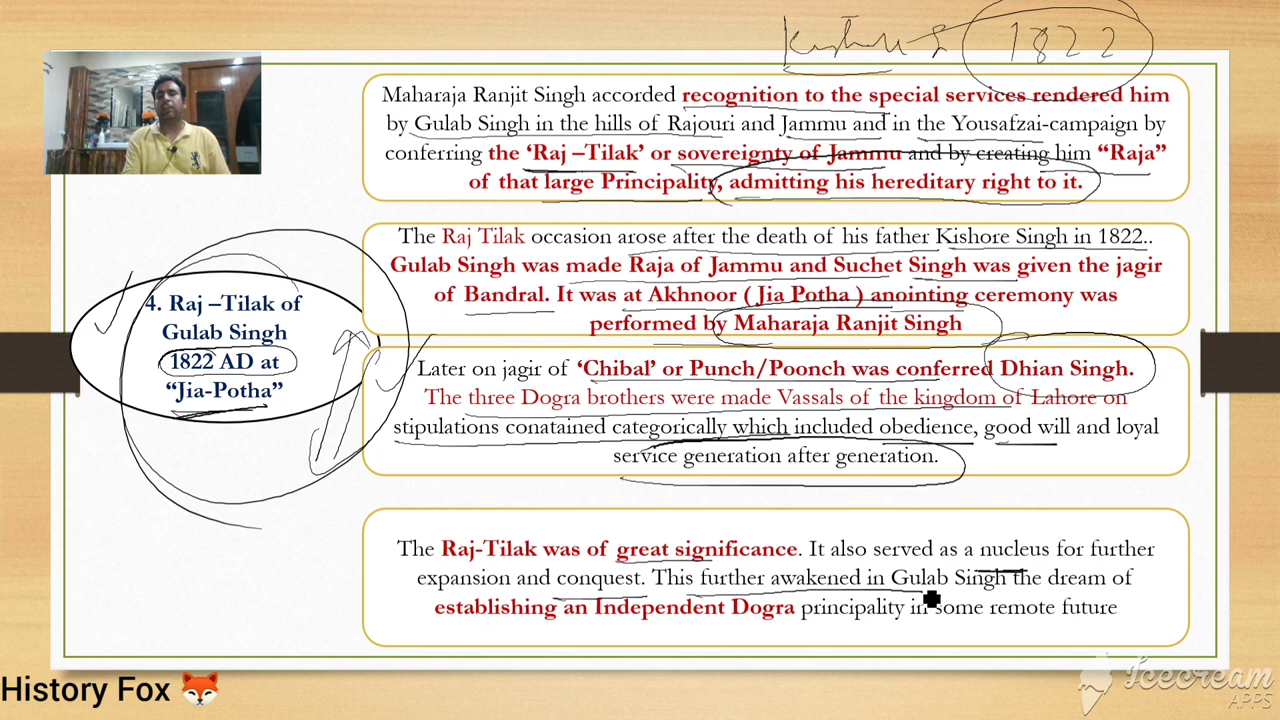 Kishore S 1822
Maharaja Ranjit Singh accorded recognition to the special services rendered him
by Gulab Singh in the hills of Rajouri and Jammu and in the Yousafzai-campaign by
conferring the ‘Raj –Tilak’ or sovereignty of Jammu and by creating him “Raja”
of that large Principality, admitting his hereditary right to it.
The Raj Tilak occasion arose after the death of his father Kishore Singh in 1822..
Gulab Singh was made Raja of Jammu and Suchet Singh was given the jagir
of Bandral. It was at Akhnoor ( Jia Potha ) anointing ceremony was
performed by Maharaja Ranjit Singh
4. Raj –Tilak of
Gulab Singh
1822 AD at
“Jia-Potha”
Later on jagir of ‘Chibal’ or Punch/Poonch was conferred Dhian Singh.
The three Dogra brothers were made Vassals of the kingdom of Lahore on
stipulations conatained categorically which included obedience, good will and loyal
service generation after generation.
The Raj-Tilak was of great significance. It also served as a nucleus for further
expansion and conquest. This further awakened in Gulab Singh the dream of
establishing an Independent Dogra principality in some remote future
History Fox
Icecream
APPS